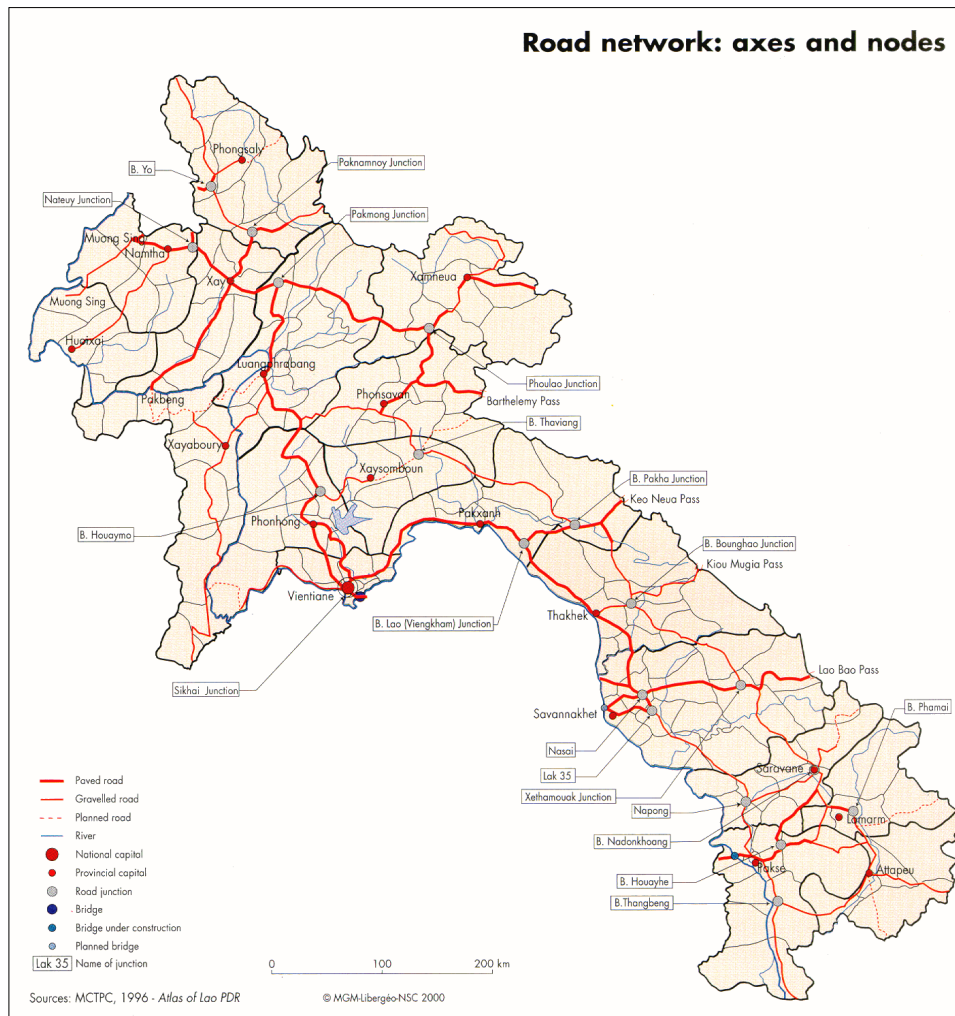 Road network: axes and nodes
Phongsaly
Paknamnoy Junction
B. Yo
Nateuy Junction
Pakmong Junction
Muong Sing
Namtha
Xamneua
Xay
Muong Sing
Huoixai
Luangphrabang
Phoulao Junction
Pakbeng
Phonsavan
Barthelemy Pass
B. Thaviang
Xayaboury
Xaysomboun
B. Pakha Junction
Keo Neua Pass
B. Houaymo
Phonhong
Pakxanh
B. Bounghao Junction
Kiou Mugia Pass
Vientiane
B. Lao (Viengkham) Junction
Thakhek
Sikhai Junction
Lao Bao Pass
Savannakhet
B. Phamai
Nasai
Lak 35
Saravane
Xethamouak Junction
Napong
Lamarm
B. Nadonkhoang
Pakse
Attapeu
B. Houayhe
B.Thangbeng
Paved road
Gravelled road
Planned road
River
National capital
Provincial capital
Road junction
Bridge
Bridge under construction
Planned bridge
Lak 35 Name of junction
0 100 200 km
Sources: MCTPC, 1996 - Atlas of Lao PDR
© MGM-Libergéo-NSC 2000